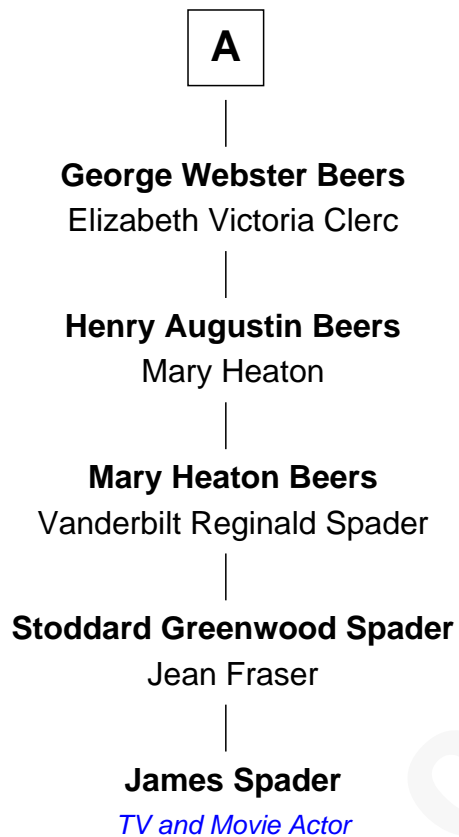 A
George Webster Beers
Elizabeth Victoria Clerc
Henry Augustin Beers
Mary Heaton
Mary Heaton Beers
Vanderbilt Reginald Spader
Stoddard Greenwood Spader
Jean Fraser
James Spader
TV and Movie Actor